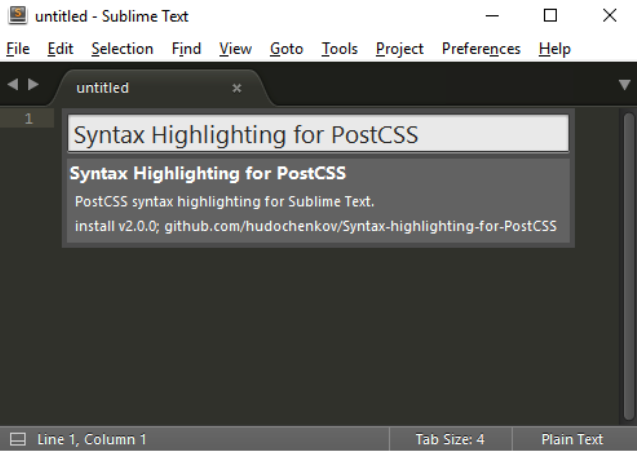 untitled - Sublime Text
File Edit Selection Find View Goto Tools Project Preferences Help
untitled
1
Syntax Highlighting for PostCSS
Syntax Highlighting for PostCSS
PostCSS syntax highlighting for Sublime Text.
install v2.0.0; github.com/hudochenkov/Syntax-highlighting-for-PostCSS
Line 1, Column 1 Tab Size: 4 Plain Text